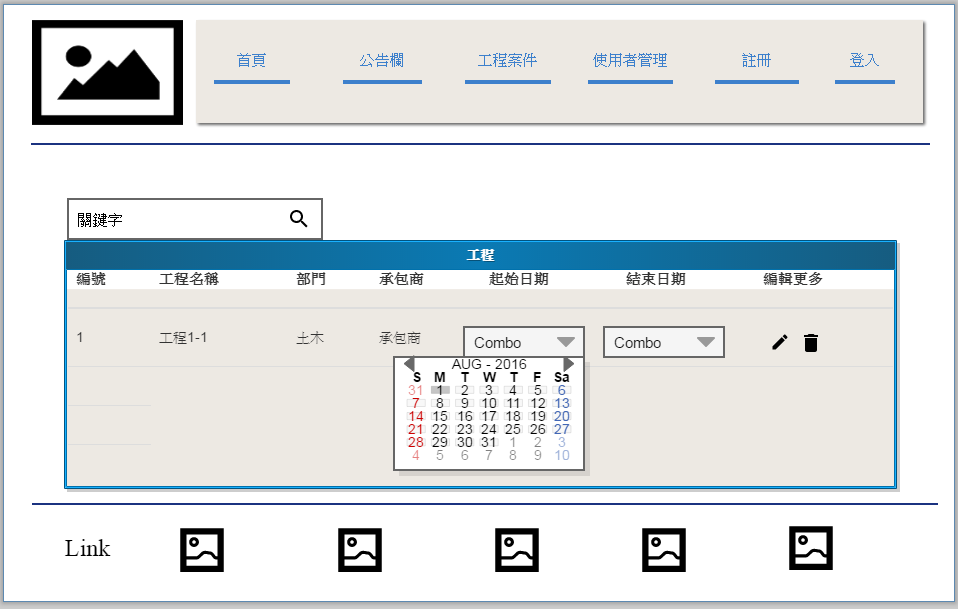 首頁 公告欄 工程案件 使用者管理 註冊 登入
關鍵字
工程
編號 工程名稱 部門 承包商 起始日期 結束日期 編輯更多
1 工程1-1 土木 承包商 Combo Combo
AUG - 2016
S M T W T F Sa
31 1 2 3 4 5 6
7 8 9 10 11 12 13
14 15 16 17 18 19 20
21 22 23 24 25 26 27
28 29 30 31 1 2 3
4 5 6 7 8 9 10
Link